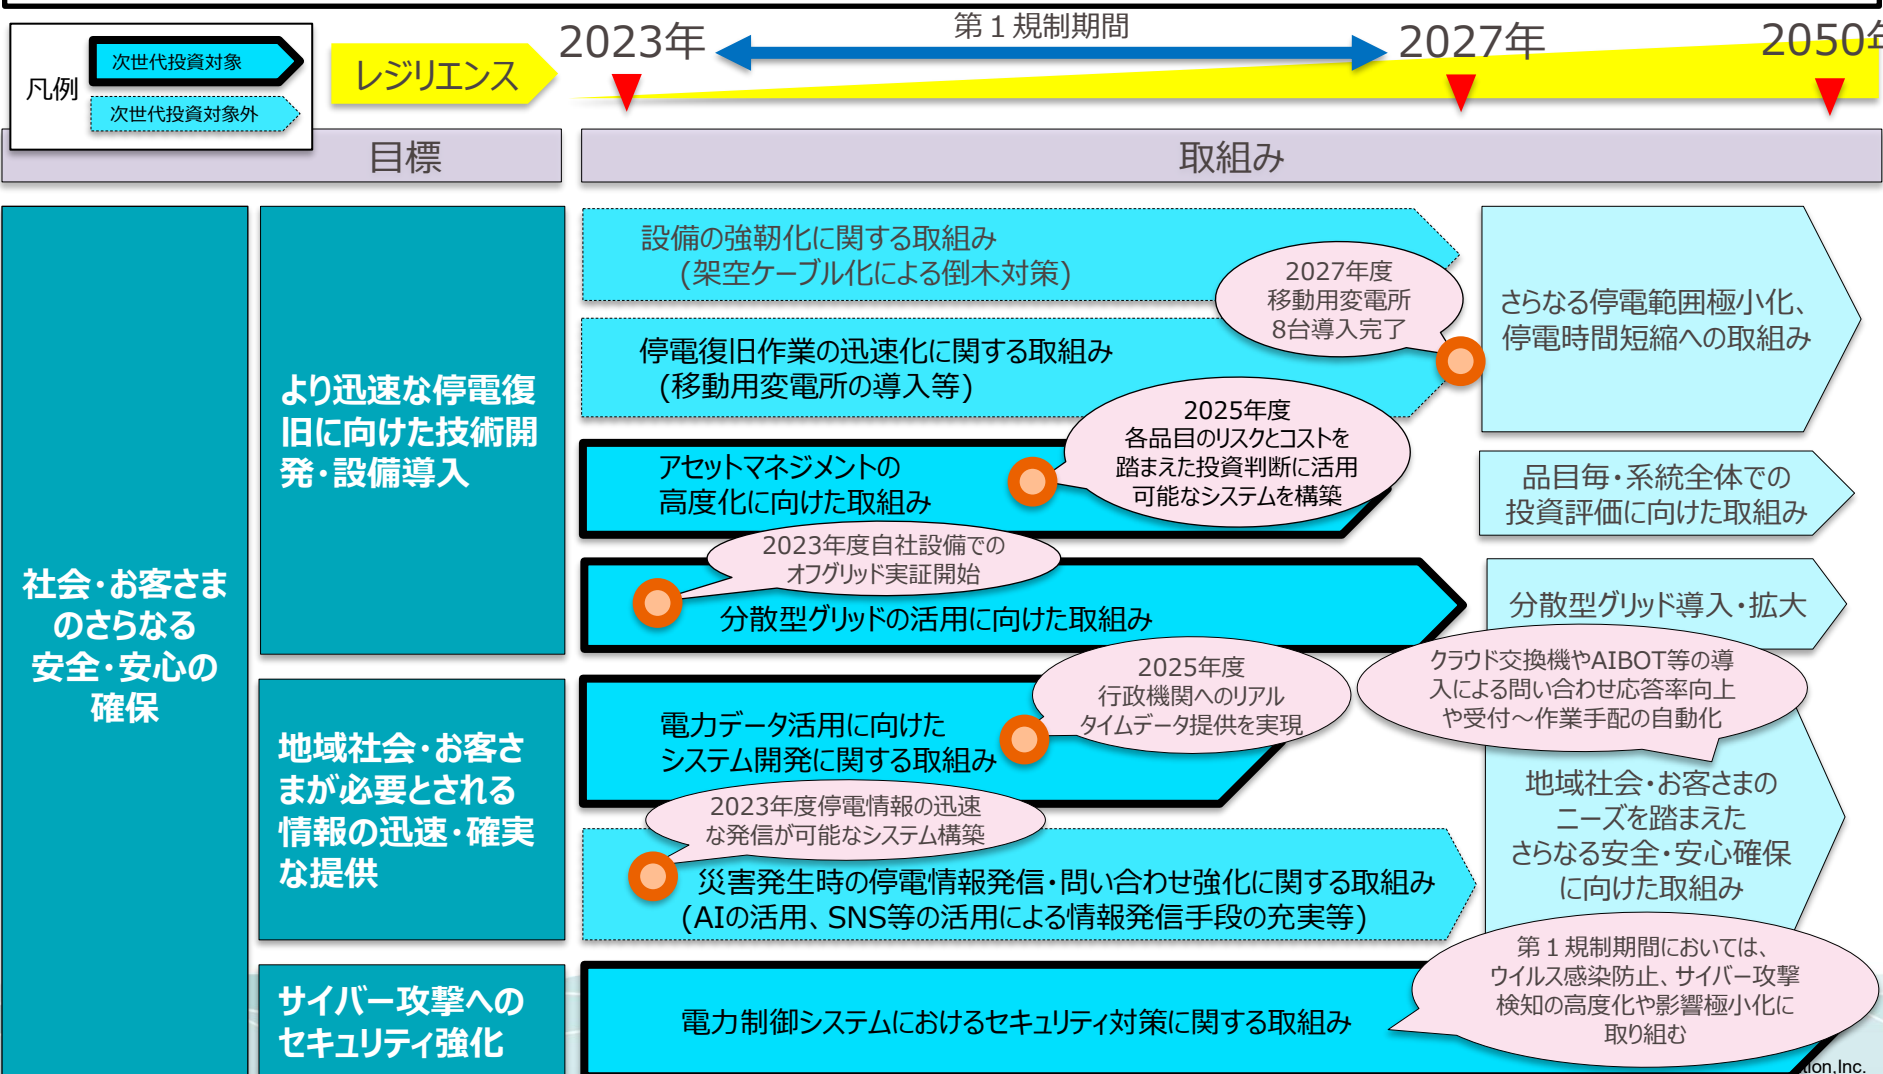 凡例
次世代投資対象
次世代投資対象外
レジリエンス
2023年
第1規制期間
2027年
2050年
目標
取組み
社会・お客さま
のさらなる
安全・安心の
確保
より迅速な停電復
旧に向けた技術開
発・設備導入
設備の強靭化に関する取組み
(架空ケーブル化による倒木対策)
2027年度
移動用変電所
8台導入完了
さらなる停電範囲極小化、
停電時間短縮への取組み
停電復旧作業の迅速化に関する取組み
(移動用変電所の導入等)
アセットマネジメントの
高度化に向けた取組み
2025年度
各品目のリスクとコストを
踏まえた投資判断に活用
可能なシステムを構築
品目毎・系統全体での
投資評価に向けた取組み
2023年度自社設備での
オフグリッド実証開始
分散型グリッドの活用に向けた取組み
分散型グリッド導入・拡大
地域社会・お客さ
まが必要とされる
情報の迅速・確実
な提供
電力データ活用に向けた
システム開発に関する取組み
2025年度
行政機関へのリアル
タイムデータ提供を実現
クラウド交換機やAIBOT等の導
入による問い合わせ応答率向上
や受付～作業手配の自動化
2023年度停電情報の迅速
な発信が可能なシステム構築
災害発生時の停電情報発信・問い合わせ強化に関する取組み
(AIの活用、SNS等の活用による情報発信手段の充実等)
地域社会・お客さまの
ニーズを踏まえた
さらなる安全・安心確保
に向けた取組み
サイバー攻撃への
セキュリティ強化
電力制御システムにおけるセキュリティ対策に関する取組み
第1規制期間においては、
ウイルス感染防止、サイバー攻撃
検知の高度化や影響極小化に
取り組む
ion,Inc.